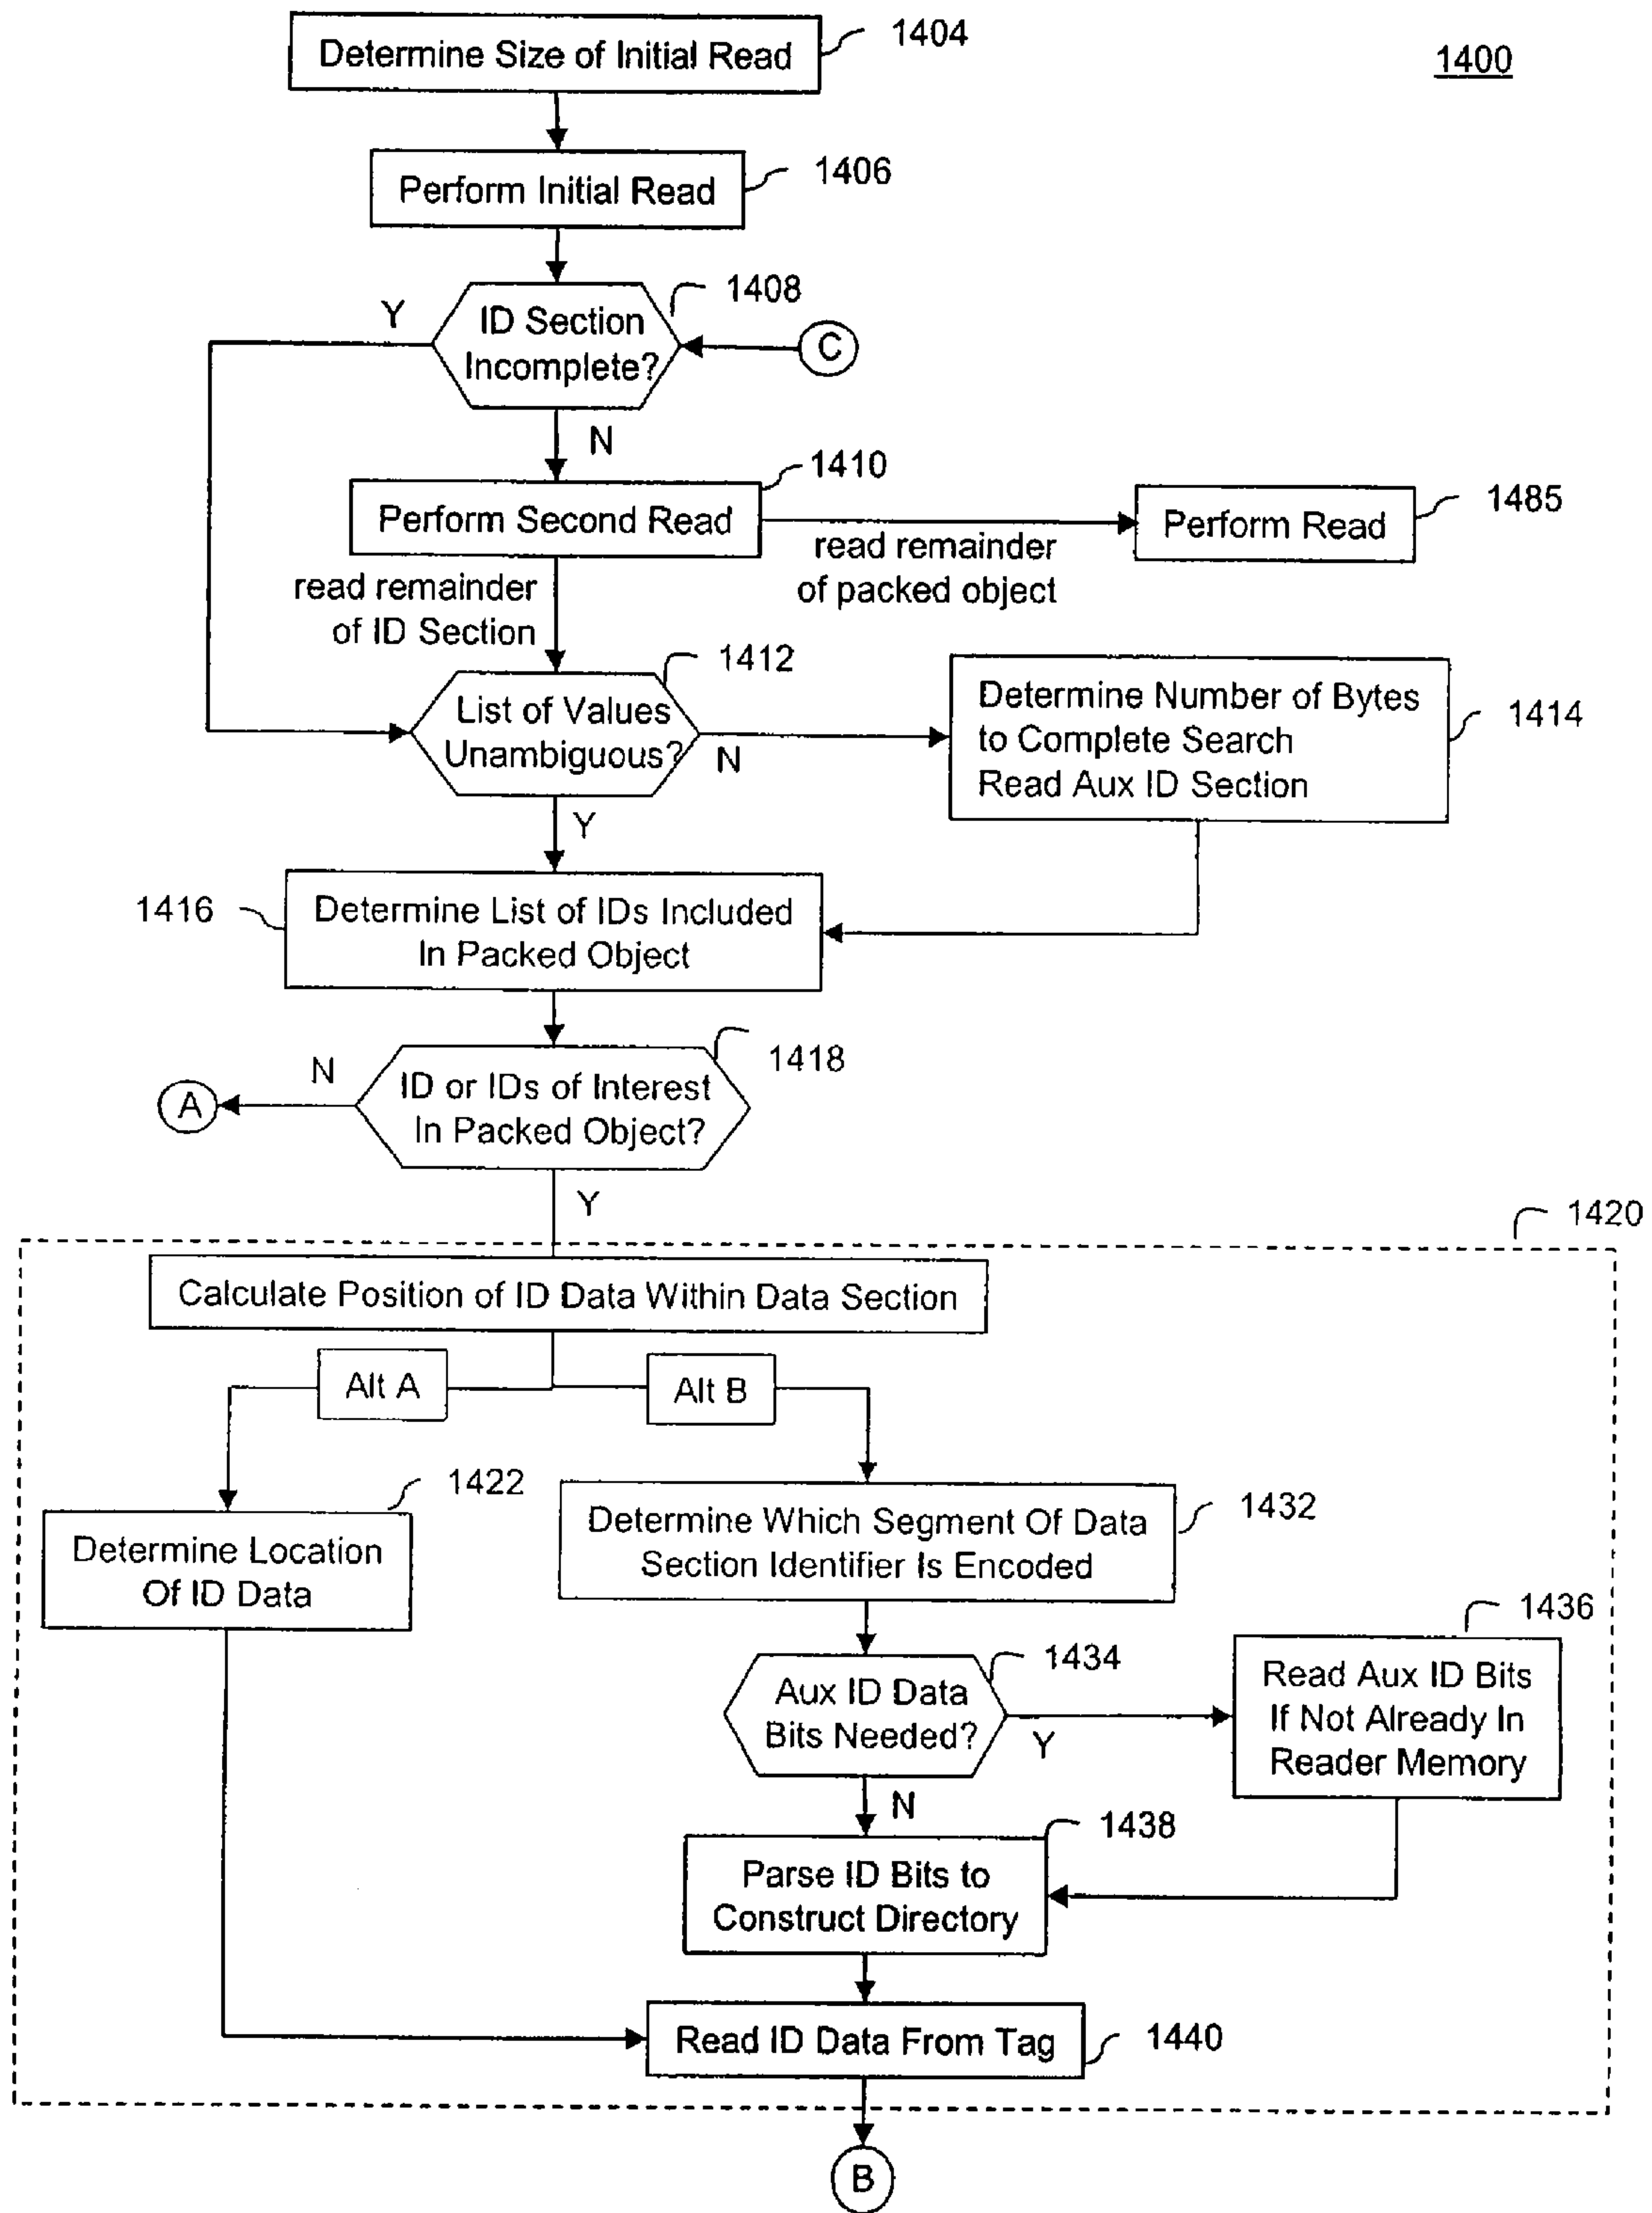 1400
Determine Size of Initial Read
1404
Perform Initial Read
1406
ID Section
Incomplete?
1408
Y
C
N
Perform Second Read
1410
Perform Read
1485
read remainder
of packed object
read remainder
of ID Section
List of Values
Unambiguous?
1412
N
Determine Number of Bytes
to Complete Search
Read Aux ID Section
1414
Y
1416
Determine List of IDs Included
In Packed Object
ID or IDs of Interest
In Packed Object?
1418
N
A
Y
1420
Calculate Position of ID Data Within Data Section
Alt A
Alt B
1422
Determine Location
Of ID Data
Determine Which Segment Of Data
Section Identifier Is Encoded
1432
Aux ID Data
Bits Needed?
1434
Y
1436
Read Aux ID Bits
If Not Already In
Reader Memory
N
1438
Parse ID Bits to
Construct Directory
Read ID Data From Tag
1440
B